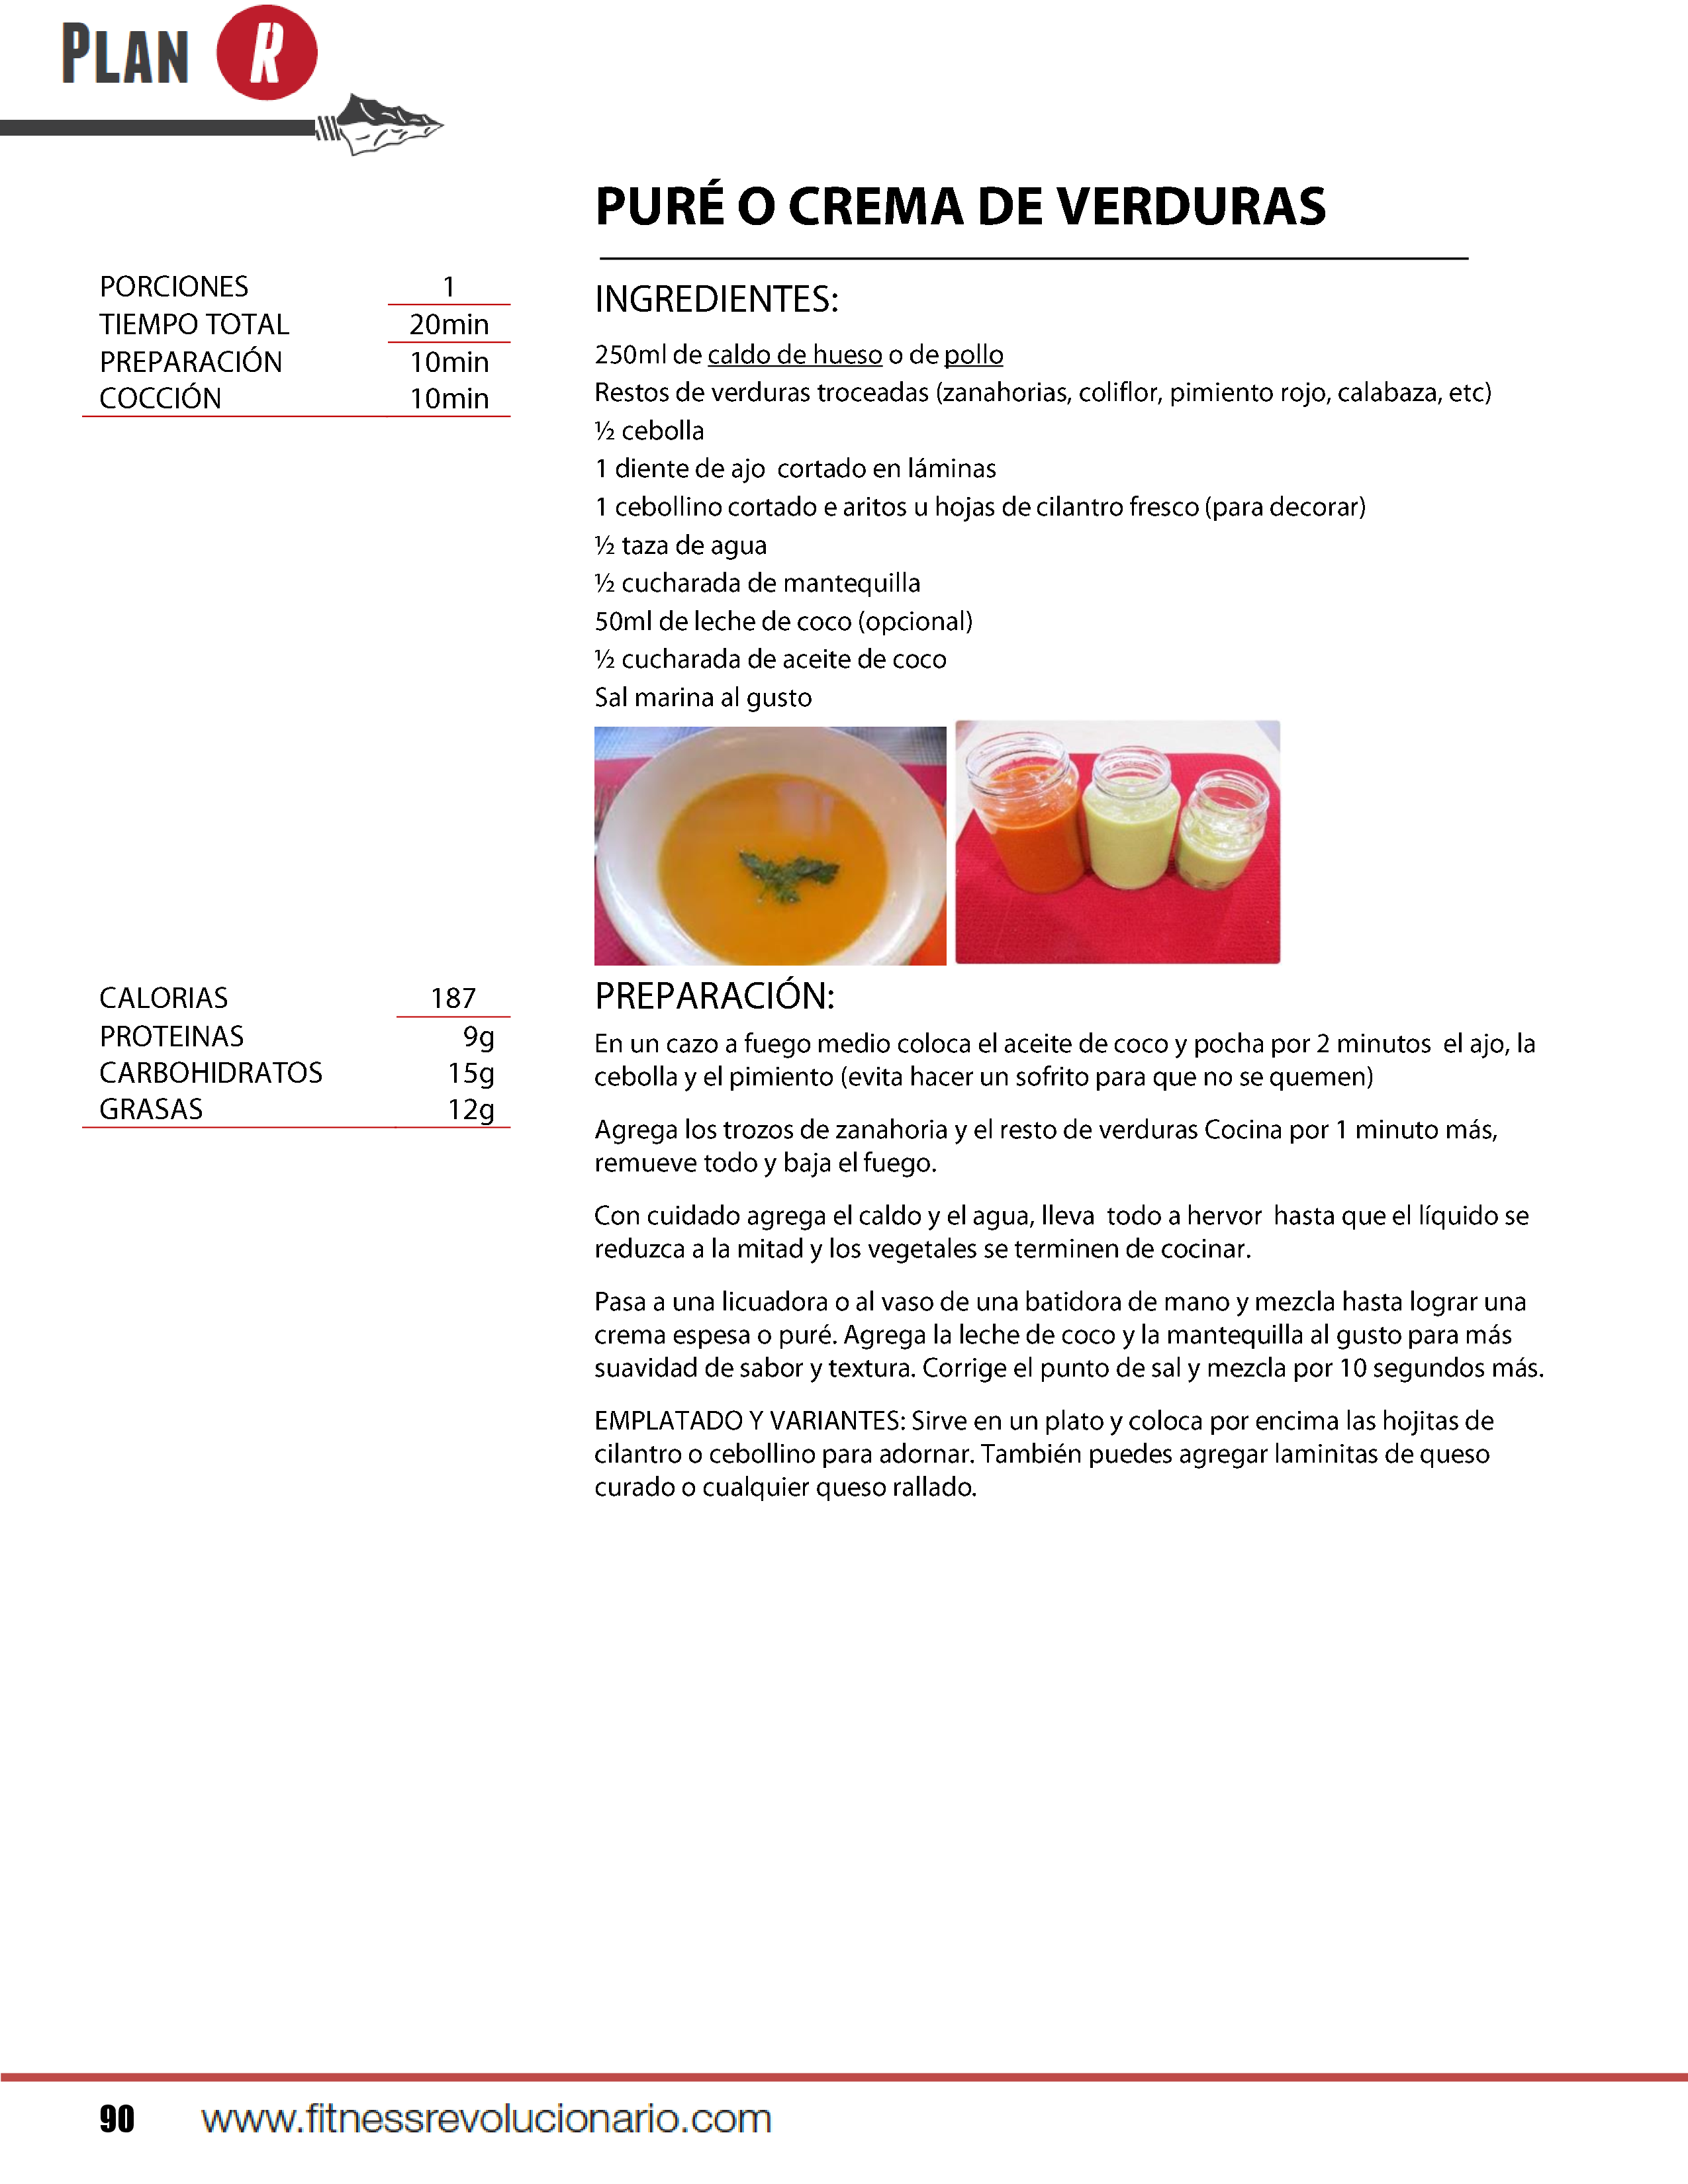 PLAN R
PURÉ O CREMA DE VERDURAS
PORCIONES 1
TIEMPO TOTAL 20min
PREPARACIÓN 10min
COCCIÓN 10min
INGREDIENTES:
250ml de caldo de hueso o de pollo
Restos de verduras troceadas (zanahorias, coliflor, pimiento rojo, calabaza, etc)
½ cebolla
1 diente de ajo cortado en láminas
1 cebollino cortado e aritos u hojas de cilantro fresco (para decorar)
½ taza de agua
½ cucharada de mantequilla
50ml de leche de coco (opcional)
½ cucharada de aceite de coco
Sal marina al gusto
CALORIAS 187
PROTEINAS 9g
CARBOHIDRATOS 15g
GRASAS 12g
PREPARACIÓN:
En un cazo a fuego medio coloca el aceite de coco y pocha por 2 minutos el ajo, la
cebolla y el pimiento (evita hacer un sofrito para que no se quemen)
Agrega los trozos de zanahoria y el resto de verduras Cocina por 1 minuto más,
remueve todo y baja el fuego.
Con cuidado agrega el caldo y el agua, lleva todo a hervor hasta que el líquido se
reduzca a la mitad y los vegetales se terminen de cocinar.
Pasa a una licuadora o al vaso de una batidora de mano y mezcla hasta lograr una
crema espesa o puré. Agrega la leche de coco y la mantequilla al gusto para más
suavidad de sabor y textura. Corrige el punto de sal y mezcla por 10 segundos más.
EMPLATADO Y VARIANTES: Sirve en un plato y coloca por encima las hojitas de
cilantro o cebollino para adornar. También puedes agregar laminitas de queso
curado o cualquier queso rallado.
90 www.fitnessrevolucionario.com